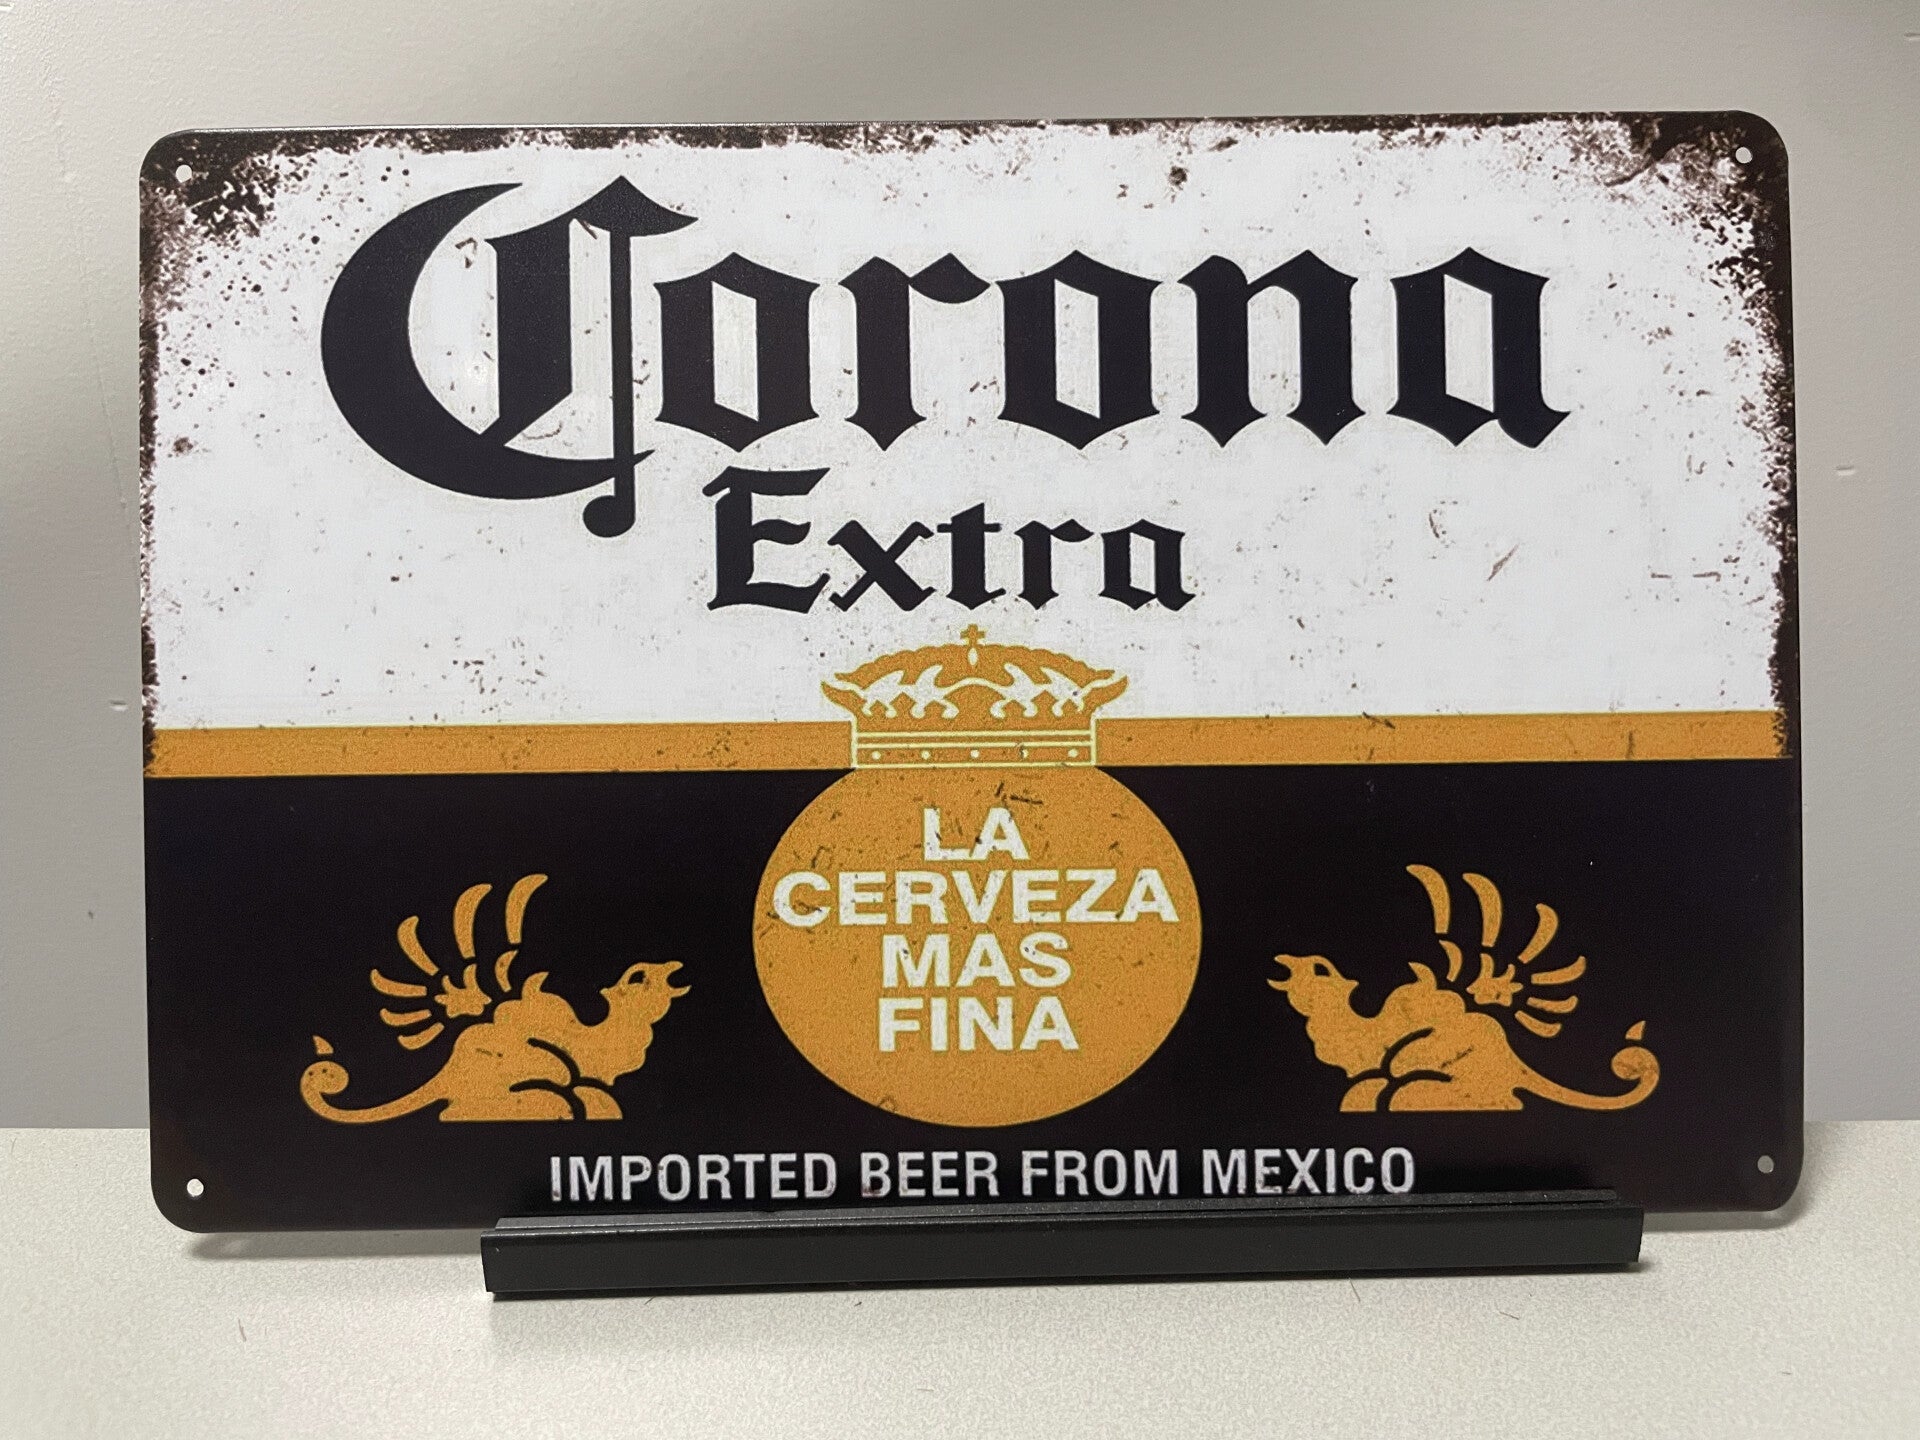 Corona
Extra
LA
CERVEZA
MAS
FINA
IMPORTED BEER FROM MEXICO